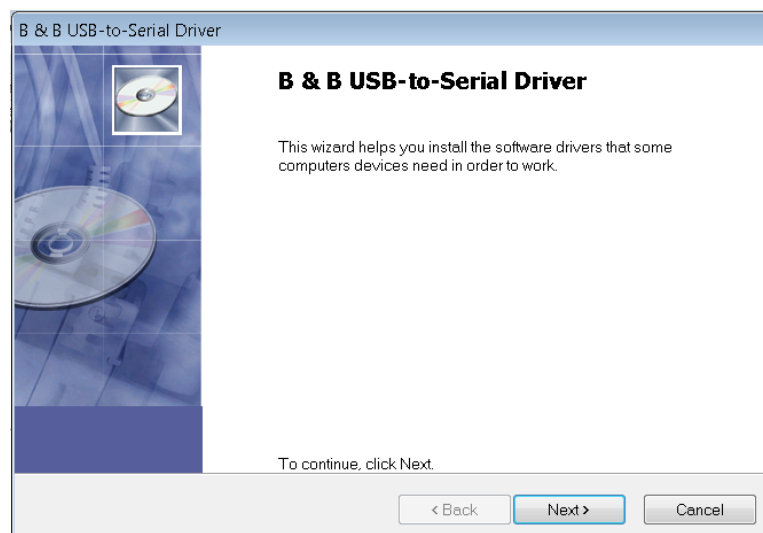 B & B USB-to-Serial Driver
B & B USB-to-Serial Driver
This wizard helps you install the software drivers that some
computers devices need in order to work.
To continue, click Next.
< Back Next > Cancel